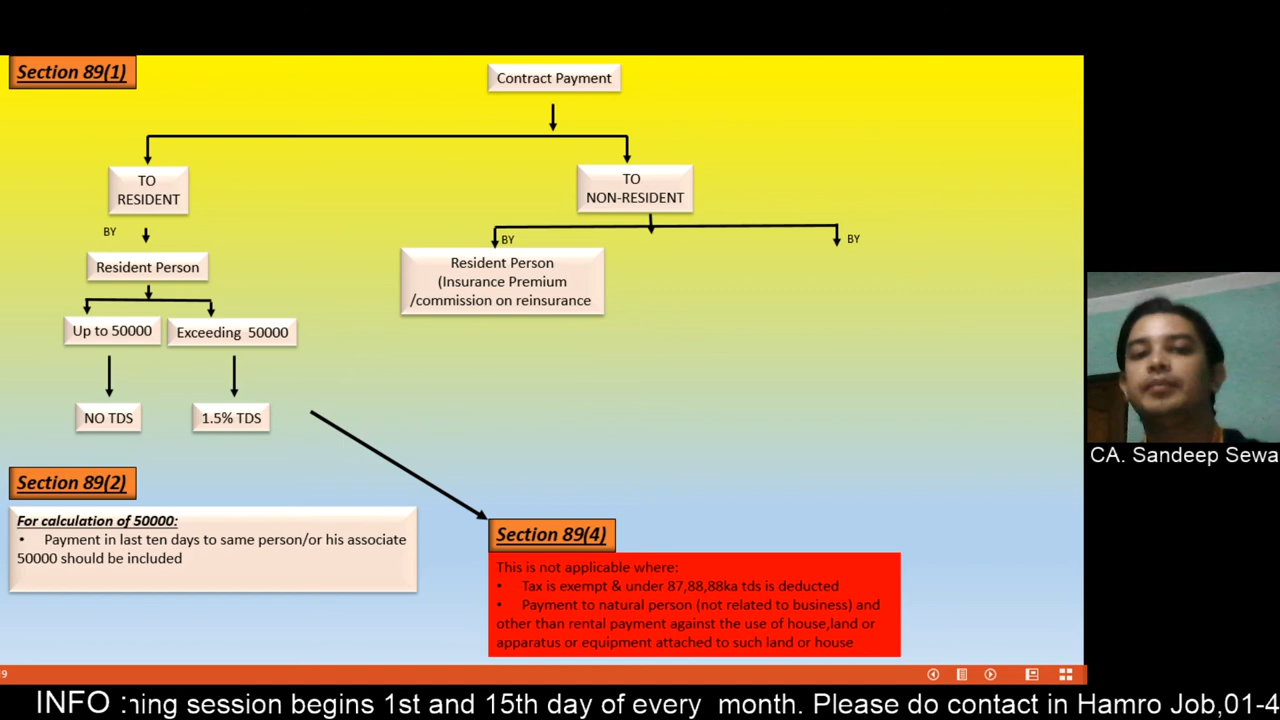 Section 89(1)
Contract Payment
TO
RESIDENT
TO
NON-RESIDENT
BY
BY
BY
Resident Person
Resident Person
(Insurance Premium
/commission on reinsurance
Up to 50000
Exceeding 50000
NO TDS
1.5% TDS
Section 89(2)
For calculation of 50000:
• Payment in last ten days to same person/or his associate
50000 should be included
Section 89(4)
This is not applicable where:
• Tax is exempt & under 87,88,88ka tds is deducted
• Payment to natural person (not related to business) and
other than rental payment against the use of house,land or
apparatus or equipment attached to such land or house
CA. Sandeep Sewa
9
INFO :ning session begins 1st and 15th day of every month. Please do contact in Hamro Job,01-4